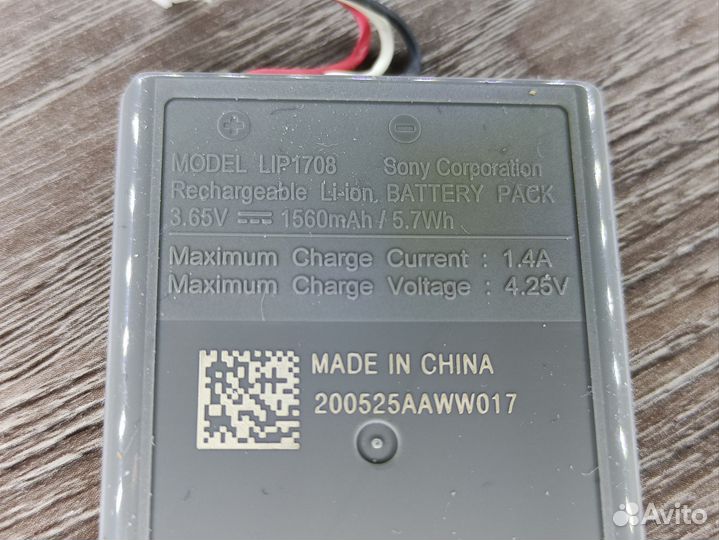 MODEL LIP1708 Sony Corporation
Rechargeable Li-ion BATTERY PACK
3.65V ⎓ 1560mAh / 5.7Wh
Maximum Charge Current : 1.4A
Maximum Charge Voltage : 4.25V
MADE IN CHINA
200525AAWW017
Avito